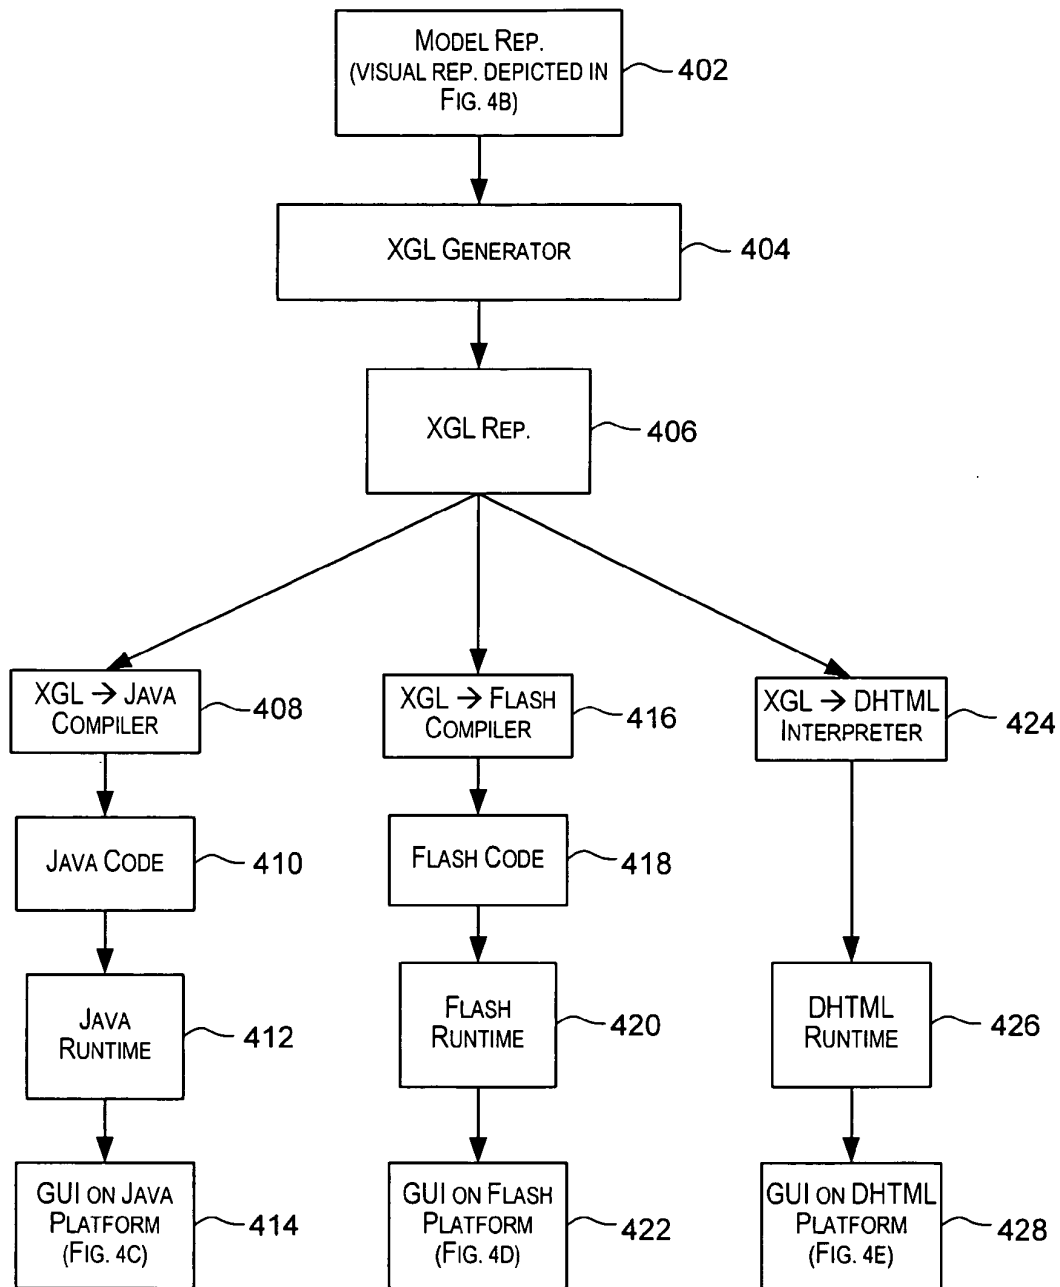 MODEL REP.
(VISUAL REP. DEPICTED IN
FIG. 4B)
402
XGL GENERATOR
404
XGL REP.
406
XGL → JAVA
COMPILER
408
XGL → FLASH
COMPILER
416
XGL → DHTML
INTERPRETER
424
JAVA CODE
410
FLASH CODE
418
JAVA
RUNTIME
412
FLASH
RUNTIME
420
DHTML
RUNTIME
426
GUI ON JAVA
PLATFORM
(FIG. 4C)
414
GUI ON FLASH
PLATFORM
(FIG. 4D)
422
GUI ON DHTML
PLATFORM
(FIG. 4E)
428